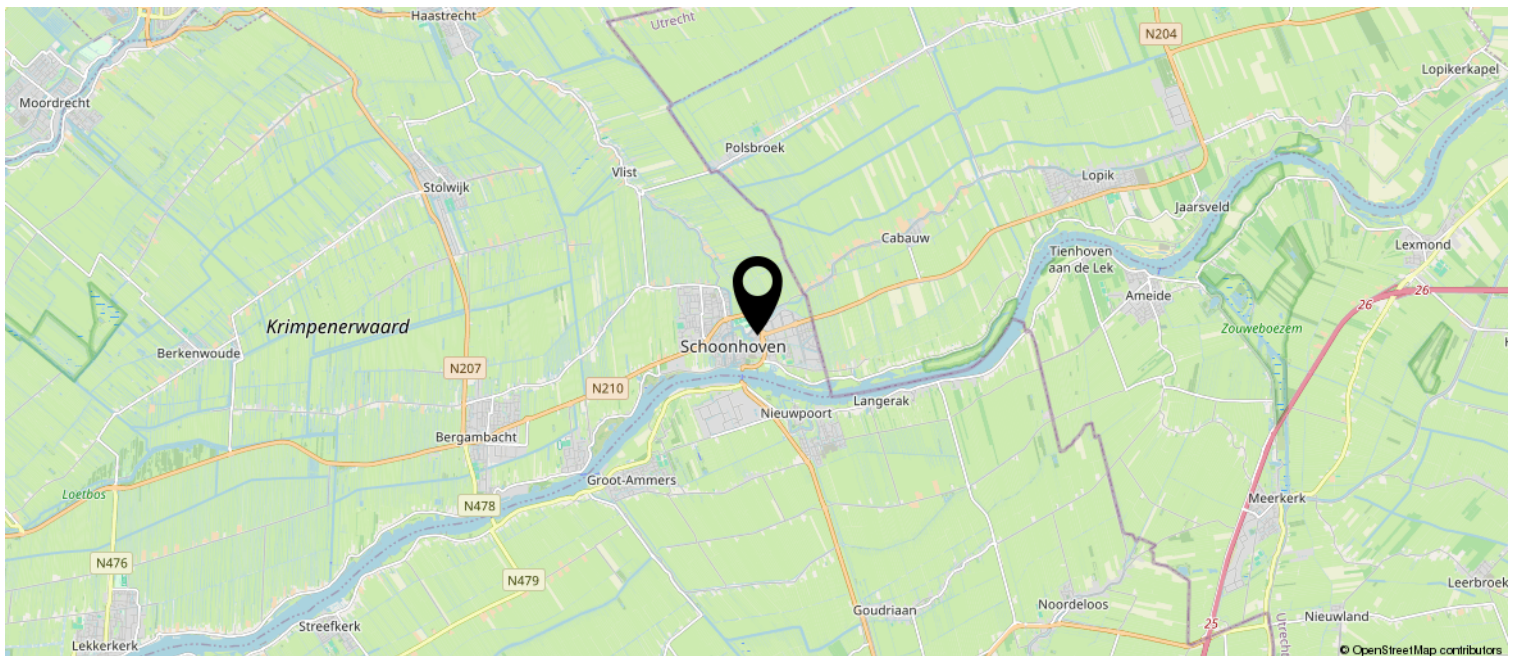 Haastrecht
Utrecht
N204
Lopikerkapel
Moordrecht
Polsbroek
Vlist
Stolwijk
Lopik
Jaarsveld
Cabauw
Lexmond
Tienhoven
aan de Lek
Ameide
26
26
Krimpenerwaard
Zouweboezem
Berkenwoude
Schoonhoven
N207
N210
Langerak
Nieuwpoort
Bergambacht
Groot-Ammers
Loetbos
Meerkerk
N478
N476
N479
Leerbroek
Goudriaan
Noordeloos
Nieuwland
Streefkerk
25
Utrecht
Lekkerkerk
© OpenStreetMap contributors